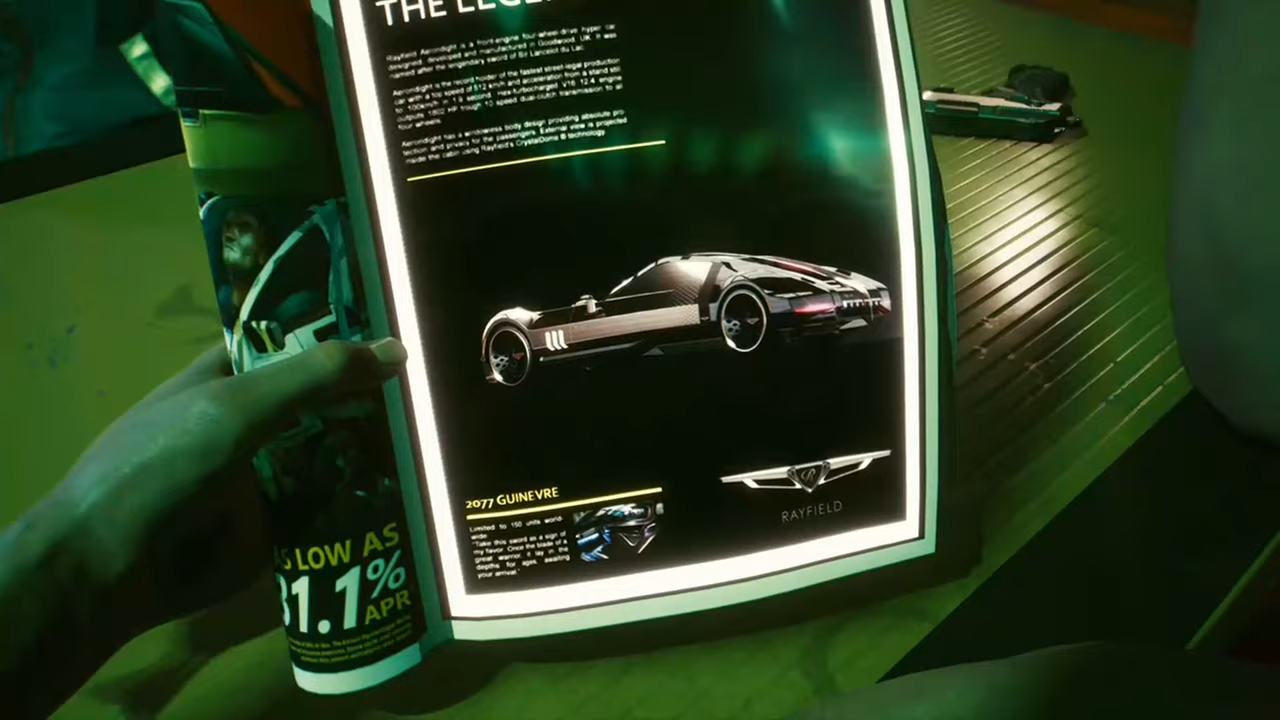 THE LEGE
Rayfield Aerondight is a front-engine four-wheel-drive hyper car
designed, developed and manufactured in Goodwood, UK. It was
named after the legendary sword of Sir Lancelot du Lac.
Aerondight is the record holder of the fastest street-legal production
car with a top speed of 512 km/h and acceleration from a stand still
to 100km/h in 1.9 second. Hex-turbocharged V16 12.4 engine
outputs 1802 HP trough 10 speed dual-clutch transmission to all
four wheels.
Aerondight has a windowless body design providing absolute pro-
tection and privacy for the passengers. External view is projected
inside the cabin using Rayfield's CrystalDome ® technology.
2077 GUINEVRE
Limited to 150 units world-
wide.
"Take this sword as a sign of
my favor. Once the blade of a
great warrior, it lay in the
depths for ages, awaiting
your arrival."
R
RAYFIELD
AS LOW AS
31.1%
APR